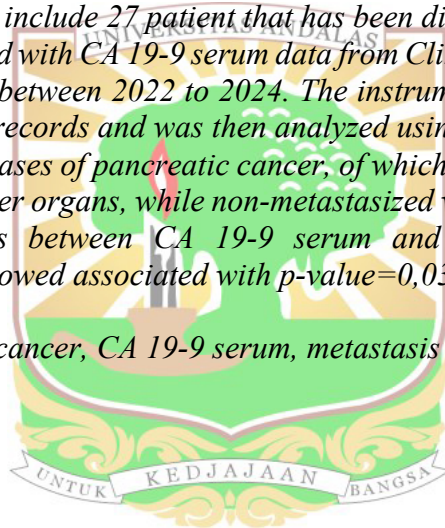 include 27 patient that has been di
UNIVERSITAS ANDALAS
d with CA 19-9 serum data from Cli
between 2022 to 2024. The instrum
records and was then analyzed usin
ases of pancreatic cancer, of which
er organs, while non-metastasized v
s between CA 19-9 serum and
owed associated with p-value=0,03
cancer, CA 19-9 serum, metastasis
UNTUK KEDJAJAAN BANGSA